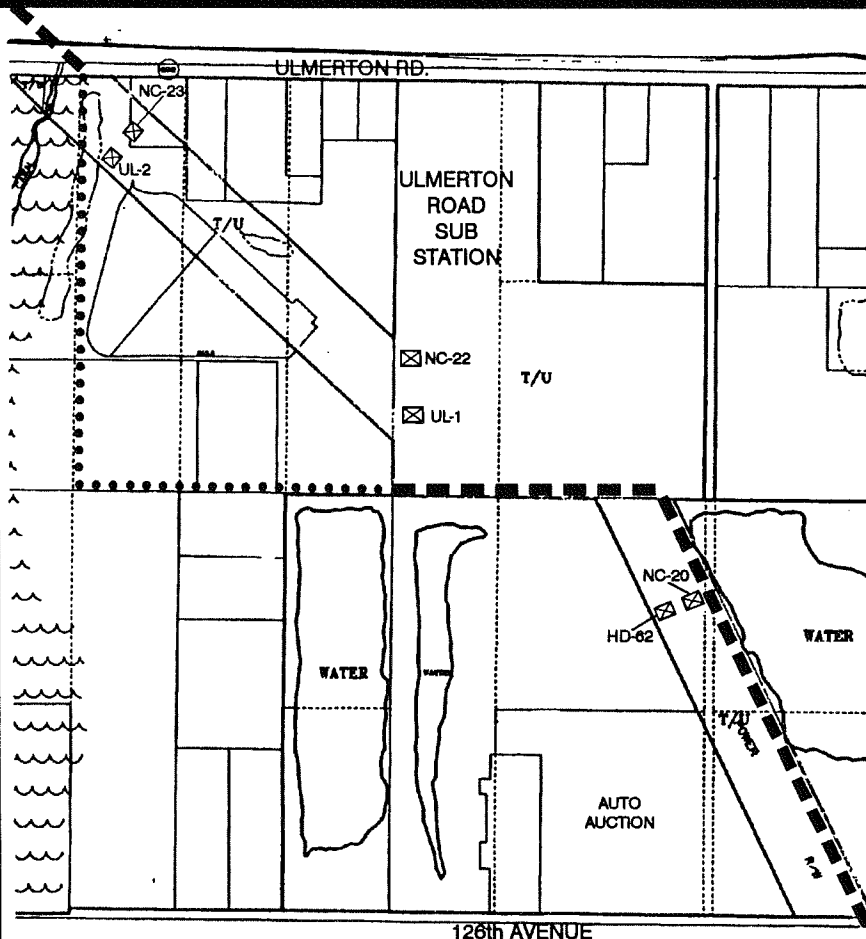 ULMERTON RD.
NC-23
UL-2
ULMERTON
ROAD
SUB
STATION
T/U
NC-22
T/U
UL-1
NC-20
HD-62
WATER
WATER
WATER
T/U
POWER
AUTO
AUCTION
R/W
126th AVENUE